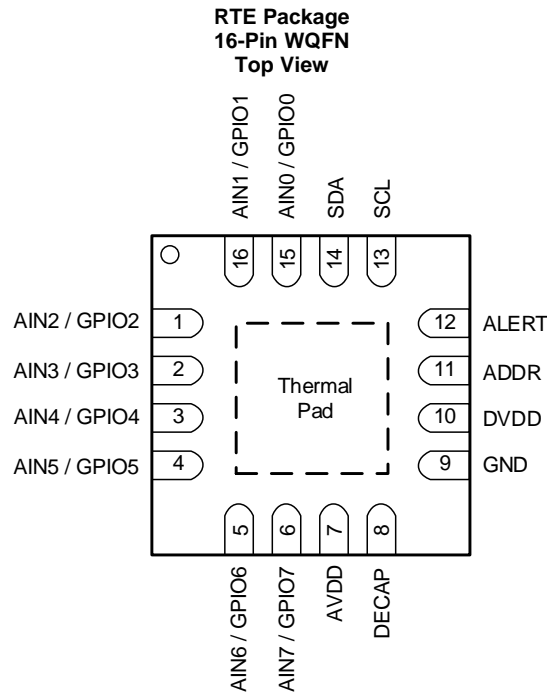 RTE Package
16-Pin WQFN
Top View
AIN1 / GPIO1
AIN0 / GPIO0
SDA
SCL
16
15
14
13
AIN2 / GPIO2
1
12
ALERT
AIN3 / GPIO3
2
11
ADDR
AIN4 / GPIO4
3
10
DVDD
AIN5 / GPIO5
4
9
GND
Thermal
Pad
5
6
7
8
AIN6 / GPIO6
AIN7 / GPIO7
AVDD
DECAP